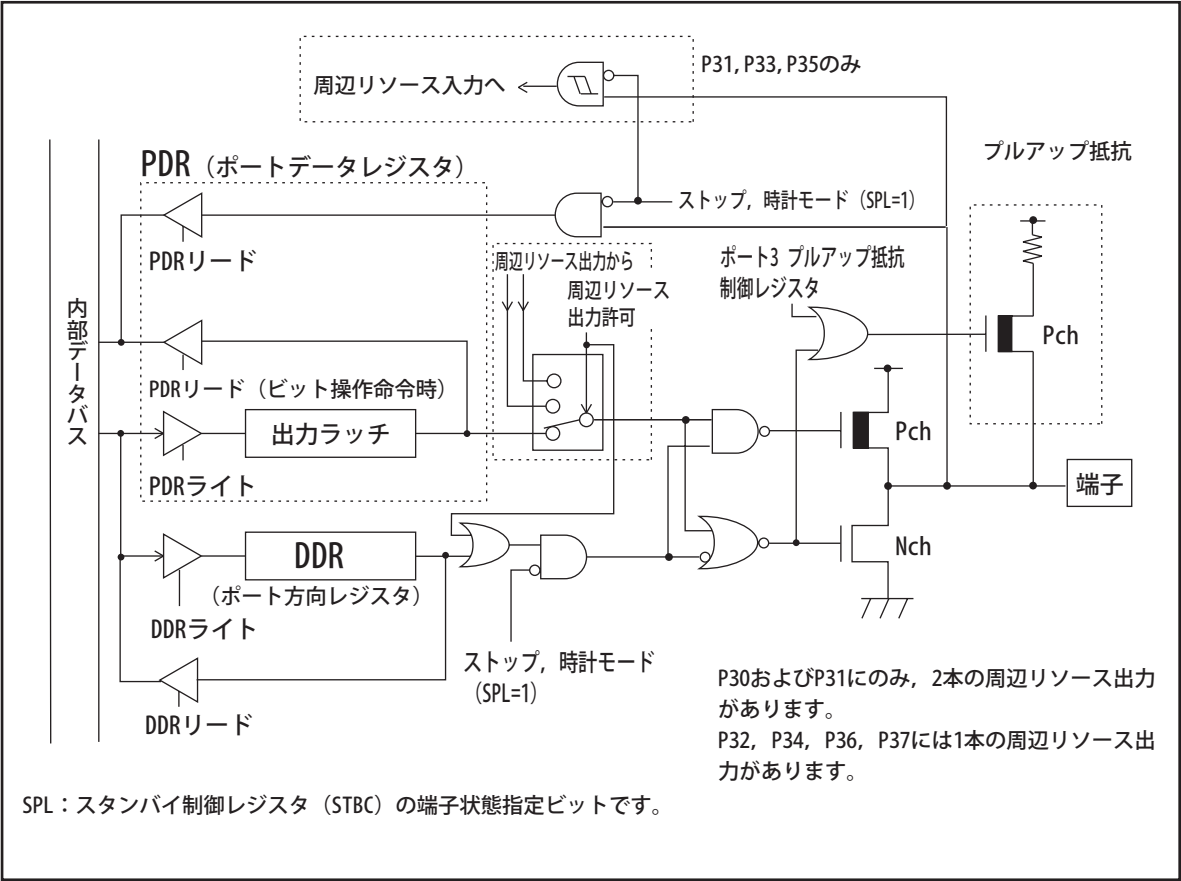 P31, P33, P35のみ
周辺リソース入力へ
プルアップ抵抗
PDR（ポートデータレジスタ）
ストップ，時計モード（SPL=1）
PDRリード
周辺リソース出力から
周辺リソース
出力許可
ポート3 プルアップ抵抗
制御レジスタ
内部データバス
Pch
PDRリード（ビット操作命令時）
出力ラッチ
Pch
PDRライト
端子
DDR
Nch
（ポート方向レジスタ）
DDRライト
ストップ，時計モード
（SPL=1）
DDRリード
P30およびP31にのみ，2本の周辺リソース出力
があります。
P32，P34，P36，P37には1本の周辺リソース出
力があります。
SPL：スタンバイ制御レジスタ（STBC）の端子状態指定ビットです。